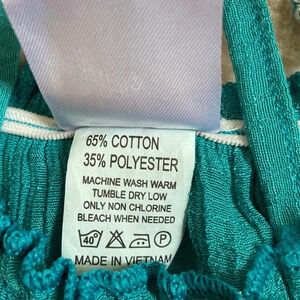 65% COTTON
35% POLYESTER
MACHINE WASH WARM
TUMBLE DRY LOW
ONLY NON CHLORINE
BLEACH WHEN NEEDED
40° P
MADE IN VIETNAM